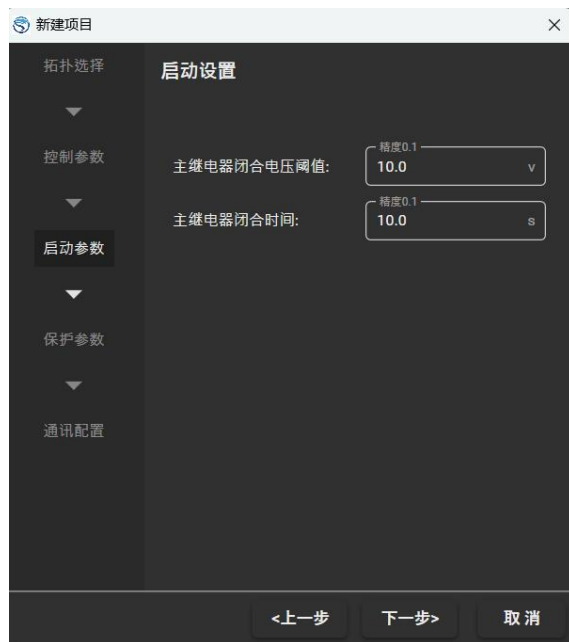 新建项目
拓扑选择
控制参数
启动参数
保护参数
通讯配置
启动设置
精度0.1
主继电器闭合电压阈值: 10.0 v
精度0.1
主继电器闭合时间: 10.0 s
<上一步 下一步> 取消